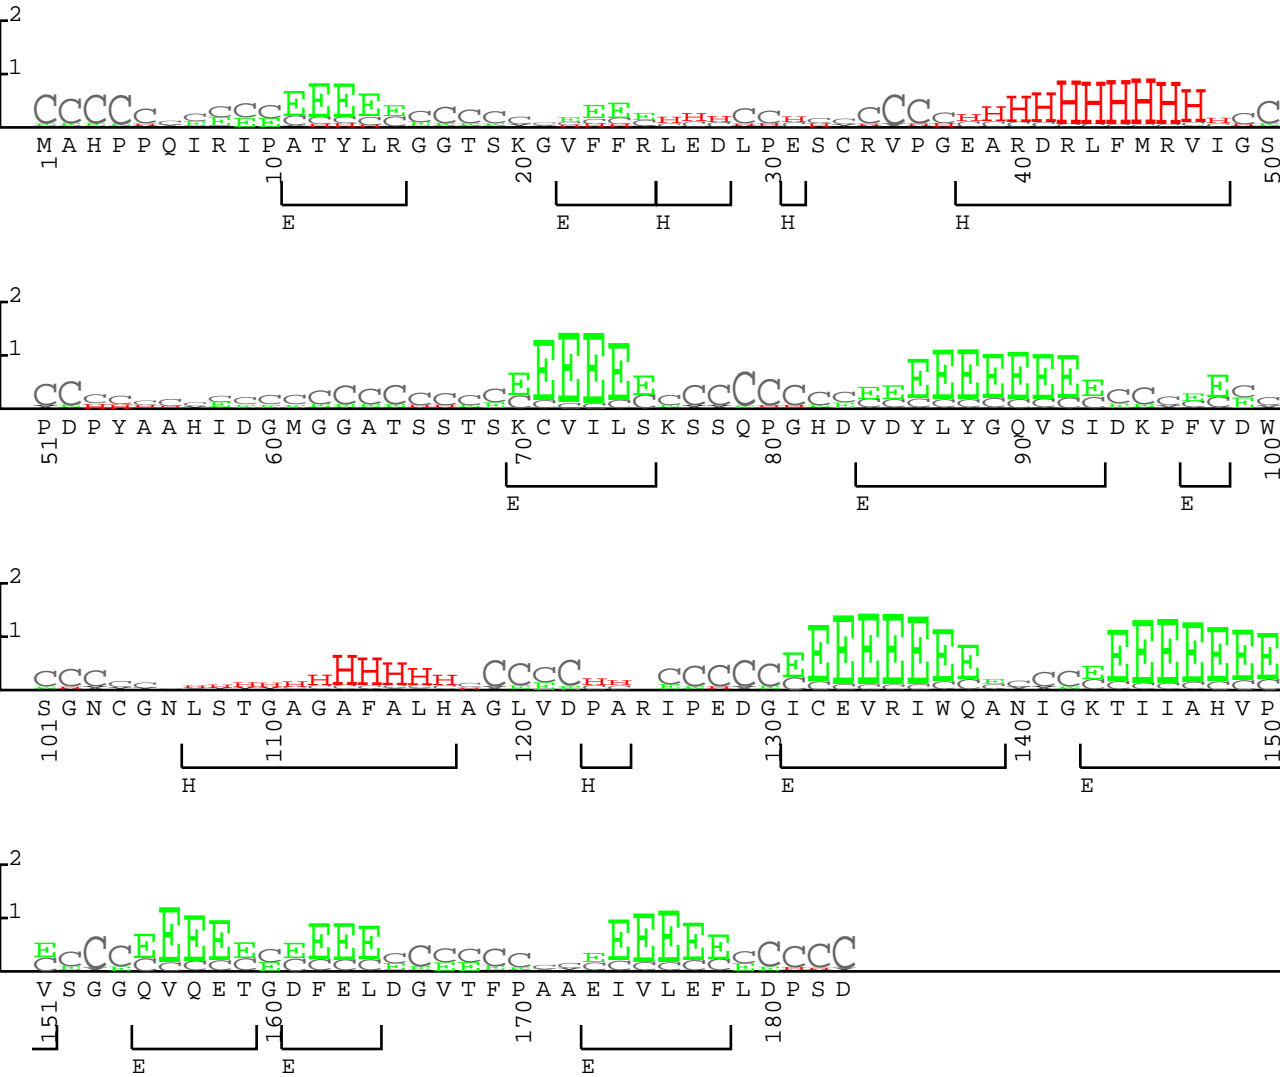 2
1
C C C C C C C C E E E E E C C C C C E E E H H H C C H C C C C H H H H H H H H H H C C
M A H P P Q I R I P A T Y L R G G T S K G V F F R L E D L P E S C R V P G E A R D R L F M R V I G S
1 10 20 30 40 50
E E H H H
2
1
C C C C C C C C C C C C C C E E E E E E C C C C C C C C E E E E E E E E E E C C C E E C
P D P Y A A H I D G M G G A T S S T S K C V I L S K S S Q P G H D V D Y L Y G Q V S I D K P F V D W
51 60 70 80 90 100
E E E
2
1
C C C C C H H H H H H C C C C H H C C C C C E E E E E E E E C C E E E E E E E E
S G N C G N L S T G A G A F A L H A G L V D P A R I P E D G I C E V R I W Q A N I G K T I I A H V P
101 110 120 130 140 150
H H E E
2
1
E C C C E E E E E C E E E E C C C C C C E E E E E E C C C C C
V S G G Q V Q E T G D F E L D G V T F P A A E I V L E F L D P S D
151 160 170 180
E E E